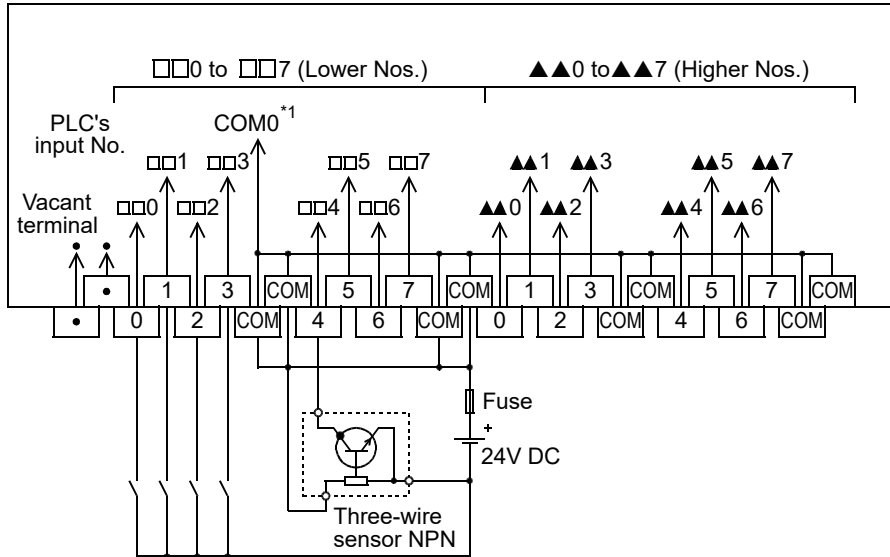 □□0 to □□7 (Lower Nos.) ▲▲0 to▲▲7 (Higher Nos.)
PLC's
input No.
COM0*1
□□1 □□3 □□5 □□7 ▲▲1 ▲▲3 ▲▲5 ▲▲7
Vacant
terminal
□□0 □□2 □□4 □□6 ▲▲0 ▲▲2 ▲▲4 ▲▲6
• •
• 1 3 COM 5 7 COM 1 3 COM 5 7 COM
• 0 2 COM 4 6 COM 0 2 COM 4 6 COM
Fuse
+
24V DC
Three-wire
sensor NPN